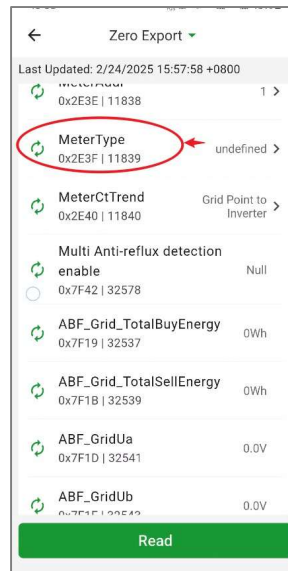 Zero Export
Last Updated: 2/24/2025 15:57:58 +0800
0x2E3E | 11838
1
MeterType
0x2E3F | 11839
undefined
MeterCtTrend
0x2E40 | 11840
Grid Point to
Inverter
Multi Anti-reflux detection
enable
0x7F42 | 32578
Null
ABF_Grid_TotalBuyEnergy
0x7F19 | 32537
0Wh
ABF_Grid_TotalSellEnergy
0x7F1B | 32539
0Wh
ABF_GridUa
0x7F1D | 32541
0.0V
ABF_GridUb
0x7F1F | 32543
0.0V
Read